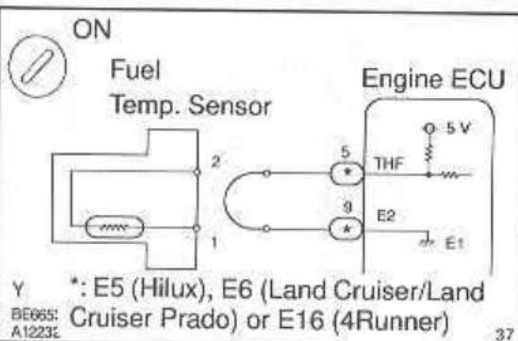 ON
Fuel
Temp. Sensor
Engine ECU
5 V
2
5
*
THF
9
*
E2
1
E1
Y
*: E5 (Hilux), E6 (Land Cruiser/Land
Cruiser Prado) or E16 (4Runner)
37